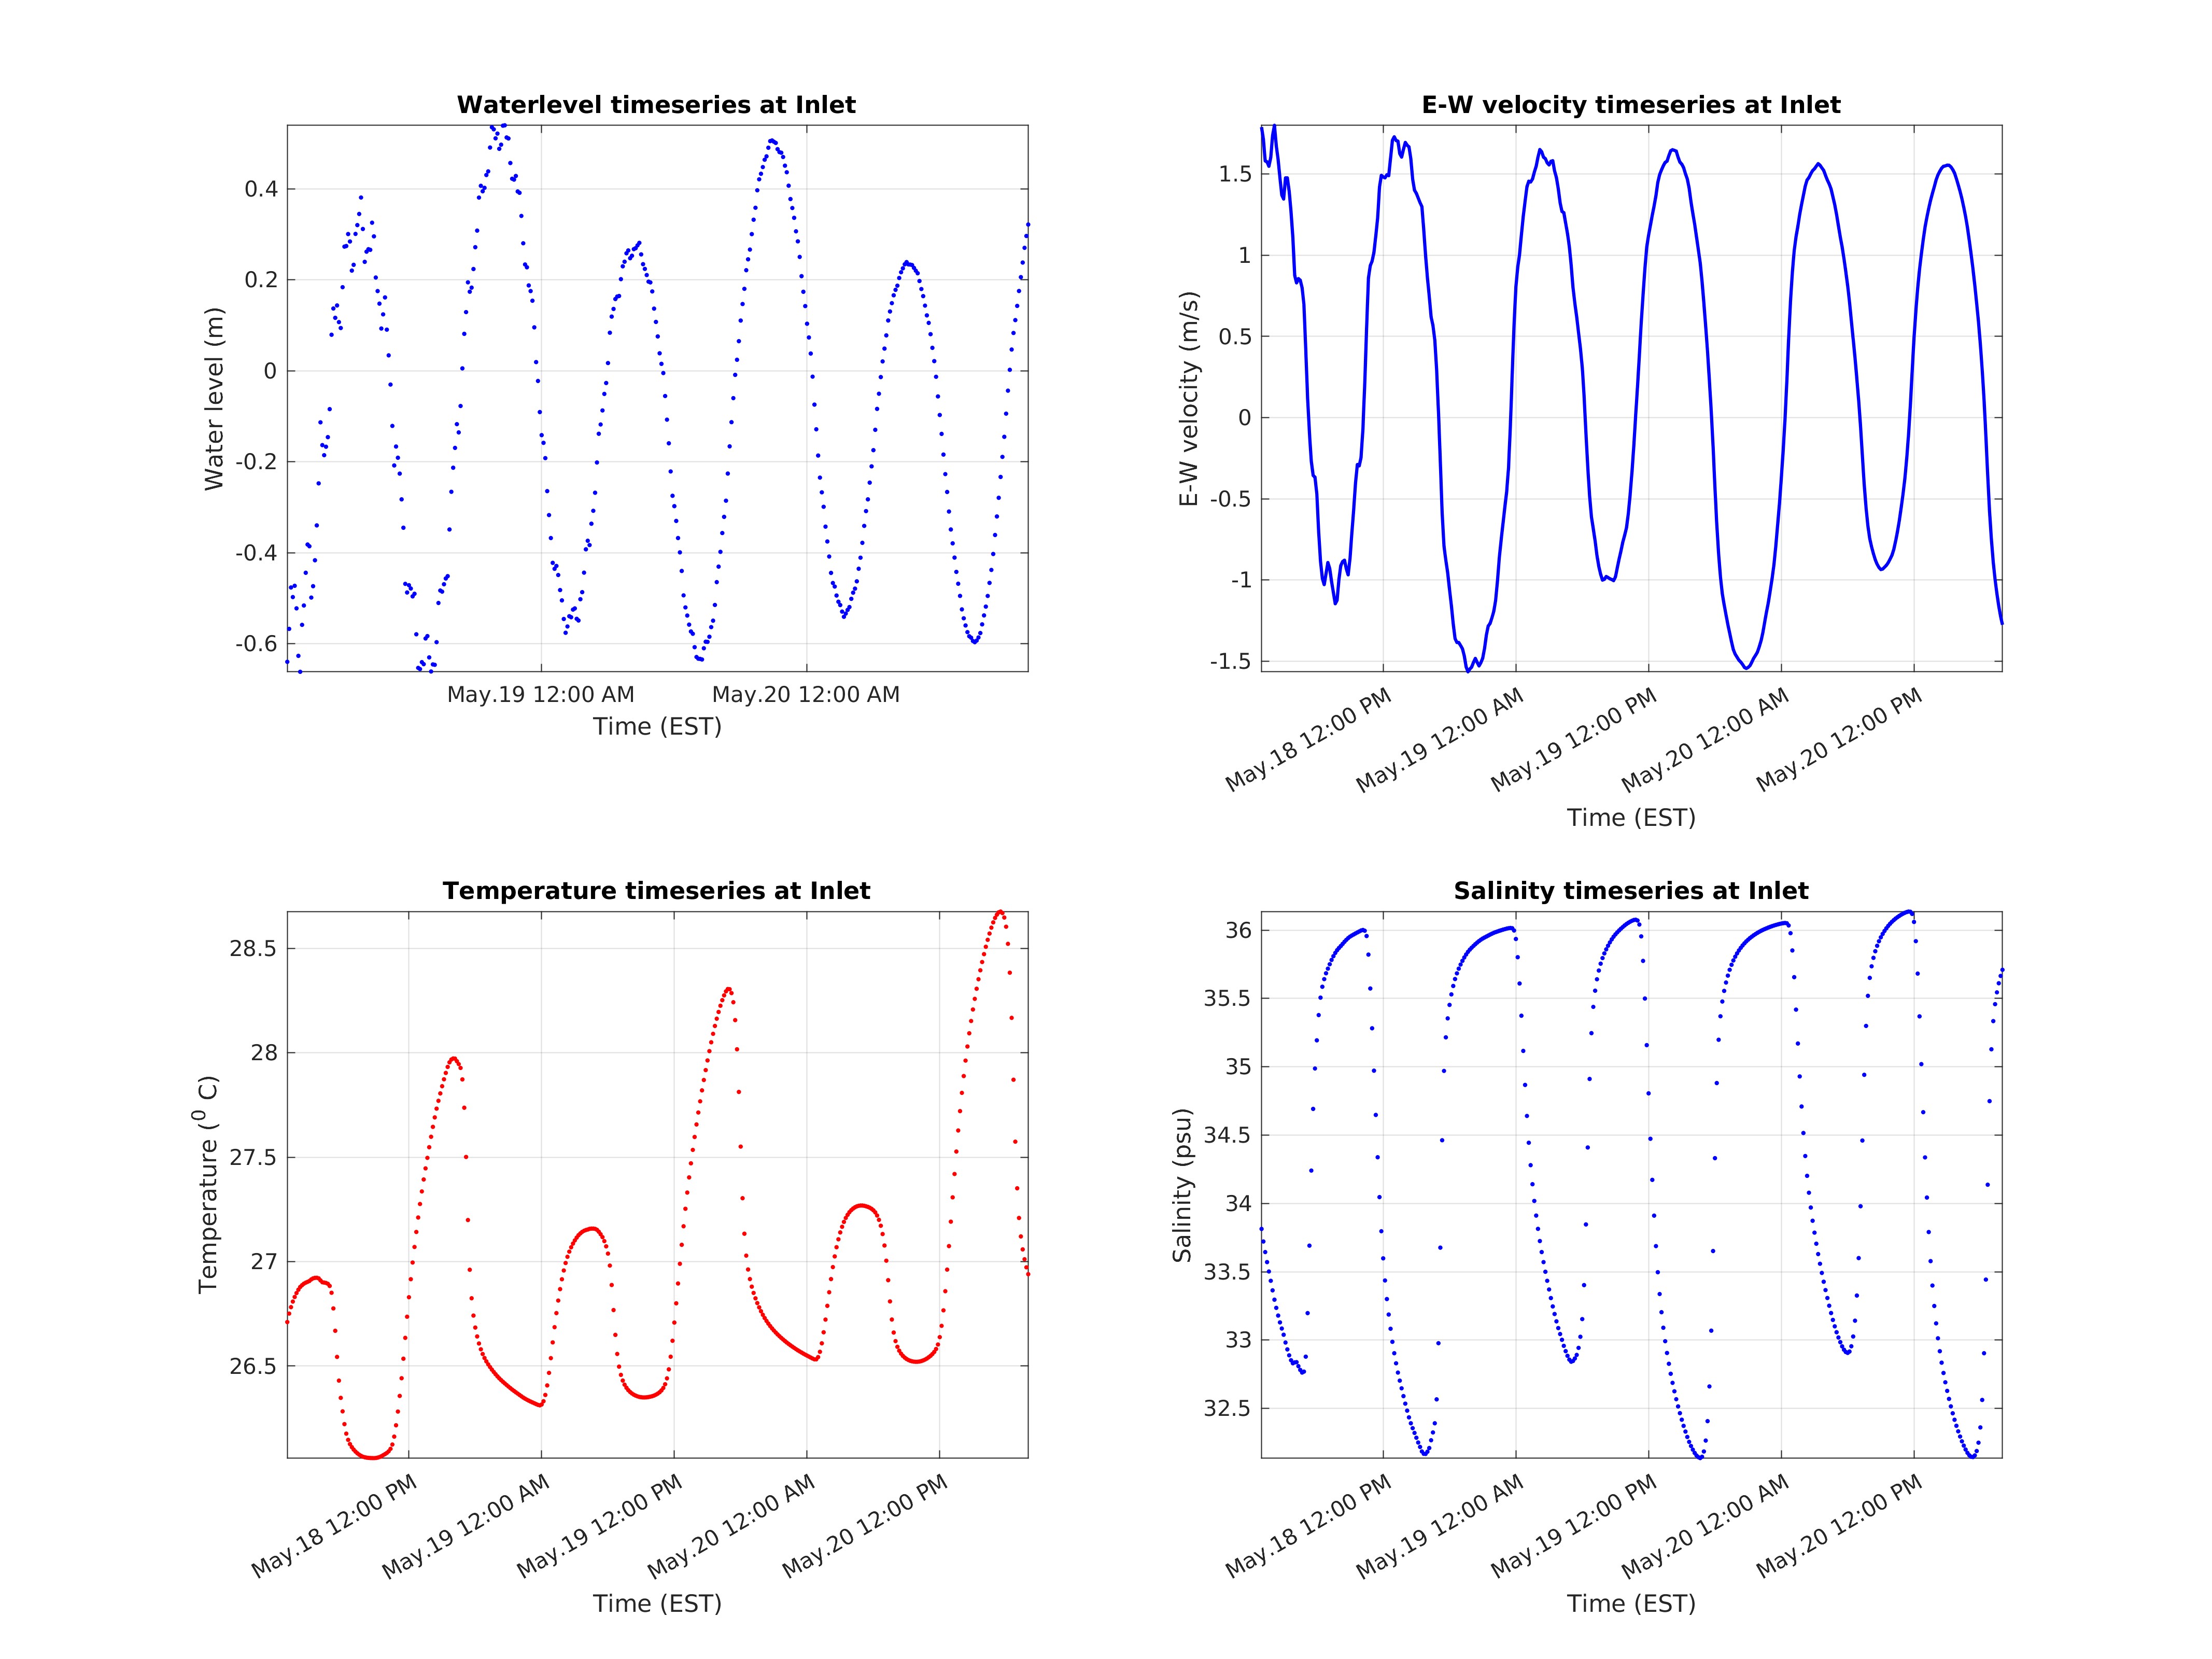 Waterlevel timeseries at Inlet
0.4
0.2
0
-0.2
-0.4
-0.6
Water level (m)
May.19 12:00 AM
May.20 12:00 AM
Time (EST)
E-W velocity timeseries at Inlet
1.5
1
0.5
0
-0.5
-1
-1.5
E-W velocity (m/s)
May.18 12:00 PM
May.19 12:00 AM
May.19 12:00 PM
May.20 12:00 AM
May.20 12:00 PM
Time (EST)
Temperature timeseries at Inlet
28.5
28
27.5
27
26.5
Temperature (⁰ C)
May.18 12:00 PM
May.19 12:00 AM
May.19 12:00 PM
May.20 12:00 AM
May.20 12:00 PM
Time (EST)
Salinity timeseries at Inlet
36
35.5
35
34.5
34
33.5
33
32.5
Salinity (psu)
May.18 12:00 PM
May.19 12:00 AM
May.19 12:00 PM
May.20 12:00 AM
May.20 12:00 PM
Time (EST)